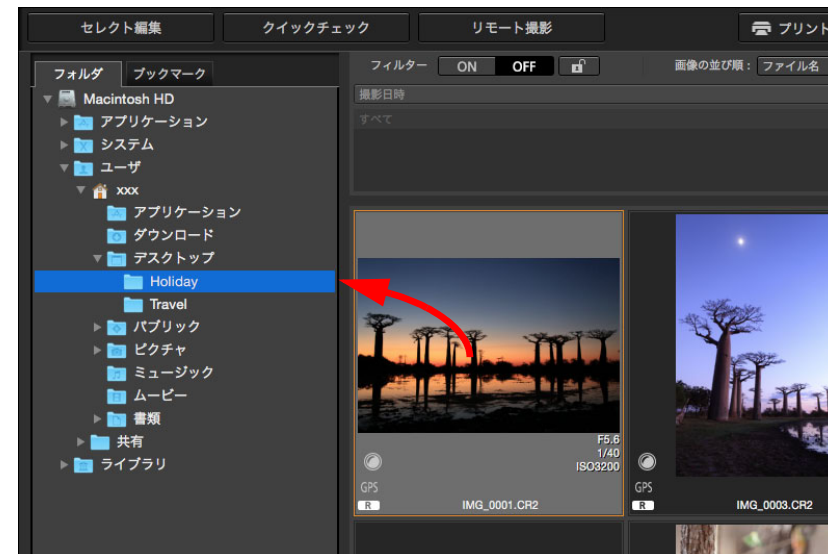 セレクト編集
クイックチェック
リモート撮影
プリント
フォルダ
ブックマーク
フィルター
ON
OFF
画像の並び順：
ファイル名
撮影日時
すべて
Macintosh HD
アプリケーション
システム
ユーザ
xxx
アプリケーション
ダウンロード
デスクトップ
Holiday
Travel
パブリック
ピクチャ
ミュージック
ムービー
書類
共有
ライブラリ
F5.6
1/40
ISO3200
GPS
R
IMG_0001.CR2
GPS
R
IMG_0003.CR2